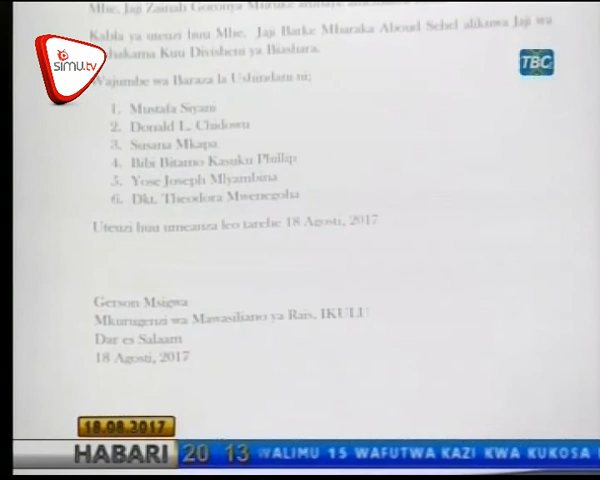 Mhe. Jaji Zainab Goronya Muruke
Kabla ya uteuzi huu Mhe. Jaji Barke Mbaraka Aboud Sehel alikuwa Jaji wa
Mahakama Kuu Divisheni ya Biashara.
Wajumbe wa Baraza la Ushindani ni;
1. Mustafa Siyani
2. Donald L. Chidowu
3. Susana Mkapa
4. Bibi Bitamo Kasuku Phillip
5. Yose Joseph Mlyambina
6. Dkt. Theodora Mwenegoha
Uteuzi huu umeanza leo tarehe 18 Agosti, 2017
Gerson Msigwa
Mkurugenzi wa Mawasiliano ya Rais, IKULU
Dar es Salaam
18 Agosti, 2017
SIMU.tv
TBC
18.08.2017
HABARI 20 13 WALIMU 15 WAFUTWA KAZI KWA KUKOSA